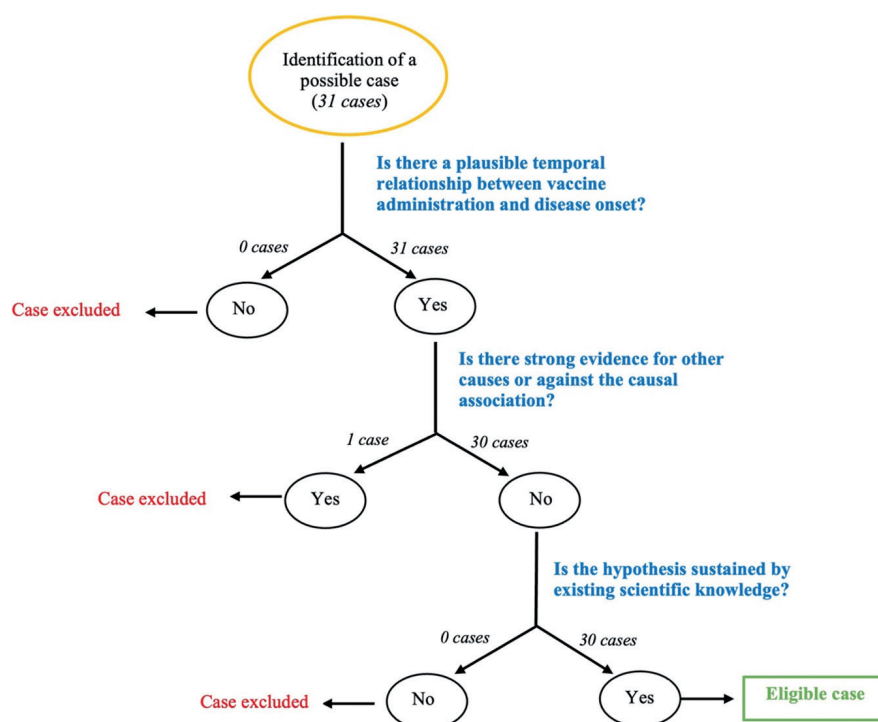 Identification of a
possible case
(31 cases)
Is there a plausible temporal
relationship between vaccine
administration and disease onset?
0 cases
31 cases
Case excluded
No
Yes
Is there strong evidence for other
causes or against the causal
association?
1 case
30 cases
Case excluded
Yes
No
Is the hypothesis sustained by
existing scientific knowledge?
0 cases
30 cases
Case excluded
No
Yes
Eligible case